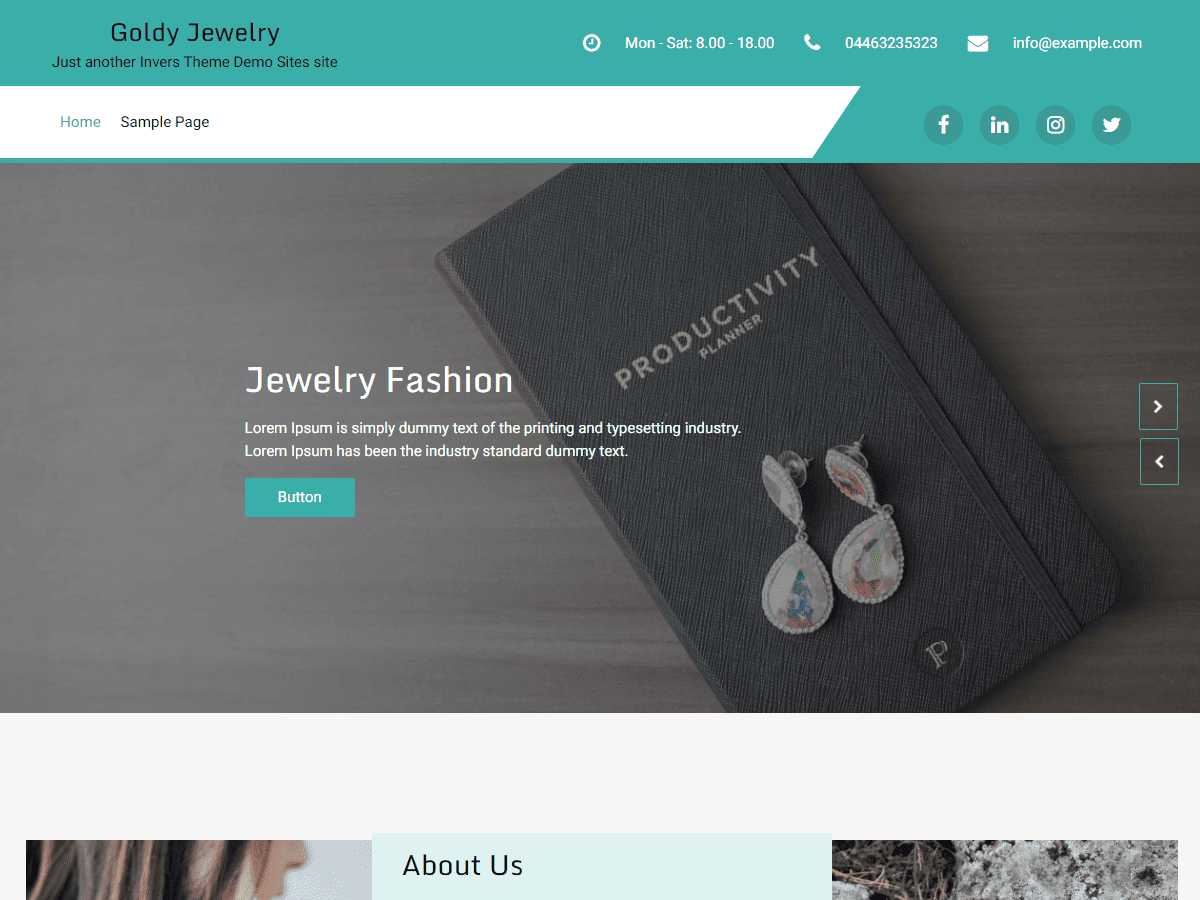 Goldy Jewelry
Just another Invers Theme Demo Sites site
Mon - Sat: 8.00 - 18.00
04463235323
info@example.com
Home
Sample Page
PRODUCTIVITY
PLANNER
Jewelry Fashion
Lorem Ipsum is simply dummy text of the printing and typesetting industry.
Lorem Ipsum has been the industry standard dummy text.
Button
P
About Us